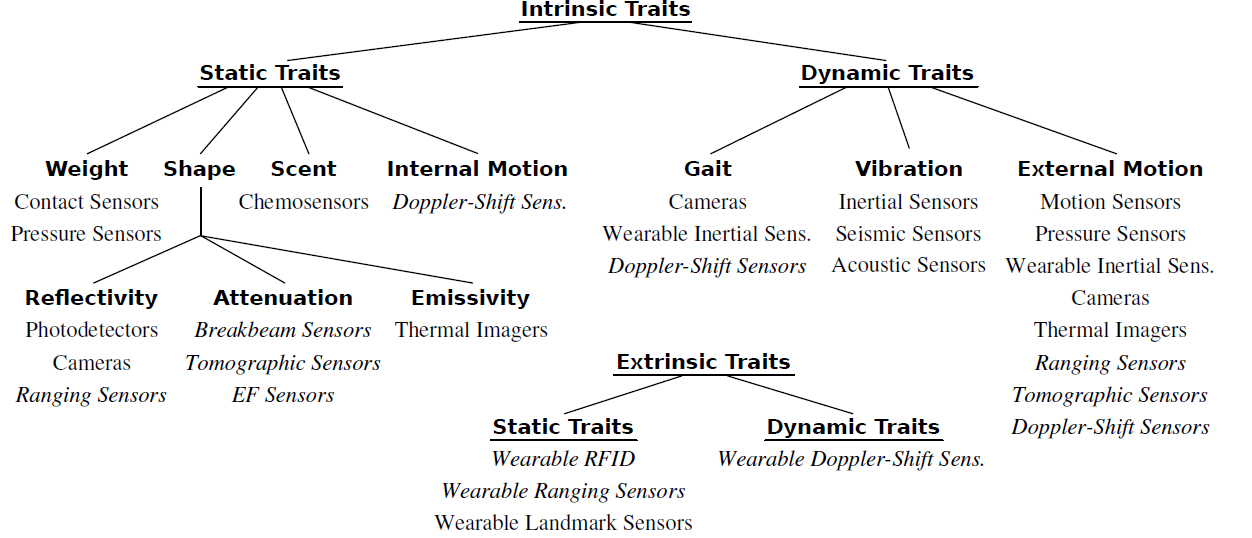 Intrinsic Traits
Static Traits
Dynamic Traits
Weight
Contact Sensors
Pressure Sensors
Shape
Scent
Chemosensors
Internal Motion
Doppler-Shift Sens.
Reflectivity
Photodetectors
Cameras
Ranging Sensors
Attenuation
Breakbeam Sensors
Tomographic Sensors
EF Sensors
Emissivity
Thermal Imagers
Gait
Cameras
Wearable Inertial Sens.
Doppler-Shift Sensors
Vibration
Inertial Sensors
Seismic Sensors
Acoustic Sensors
External Motion
Motion Sensors
Pressure Sensors
Wearable Inertial Sens.
Cameras
Thermal Imagers
Ranging Sensors
Tomographic Sensors
Doppler-Shift Sensors
Extrinsic Traits
Static Traits
Wearable RFID
Wearable Ranging Sensors
Wearable Landmark Sensors
Dynamic Traits
Wearable Doppler-Shift Sens.